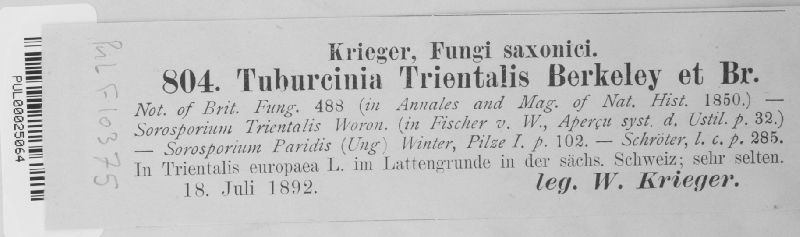 Krieger, Fungi saxonici.
804. Tuburcinia Trientalis Berkeley et Br.
Not. of Brit. Fung. 488 (in Annales and Mag. of Nat. Hist. 1850.) —
Sorosporium Trientalis Woron. (in Fischer v. W., Aperçu syst. d. Ustil. p. 32.)
— Sorosporium Paridis (Ung) Winter, Pilze I. p. 102. — Schröter, l. c. p. 285.
In Trientalis europaea L. im Lattengrunde in der sächs. Schweiz; sehr selten.
18. Juli 1892.
leg. W. Krieger.
PUL00025064
PUL F10375